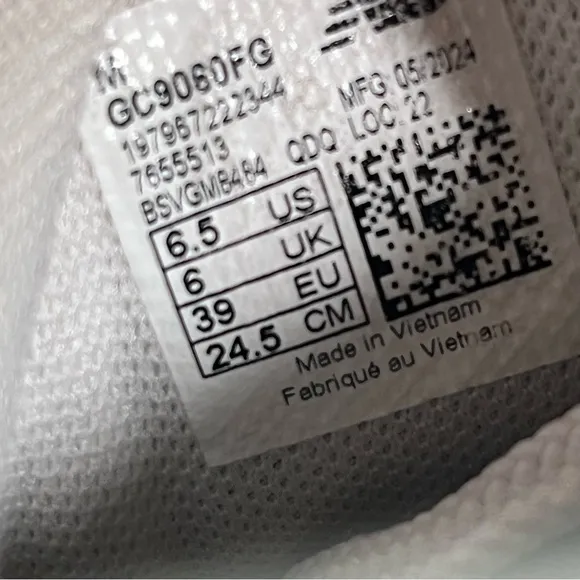 M
GC9060FG
197967222344
7655513
BSVGMB484 QDQ
MFG: 05/2024
LOC: 22
6.5 US
6 UK
39 EU
24.5 CM
Made in Vietnam
Fabriqué au Vietnam